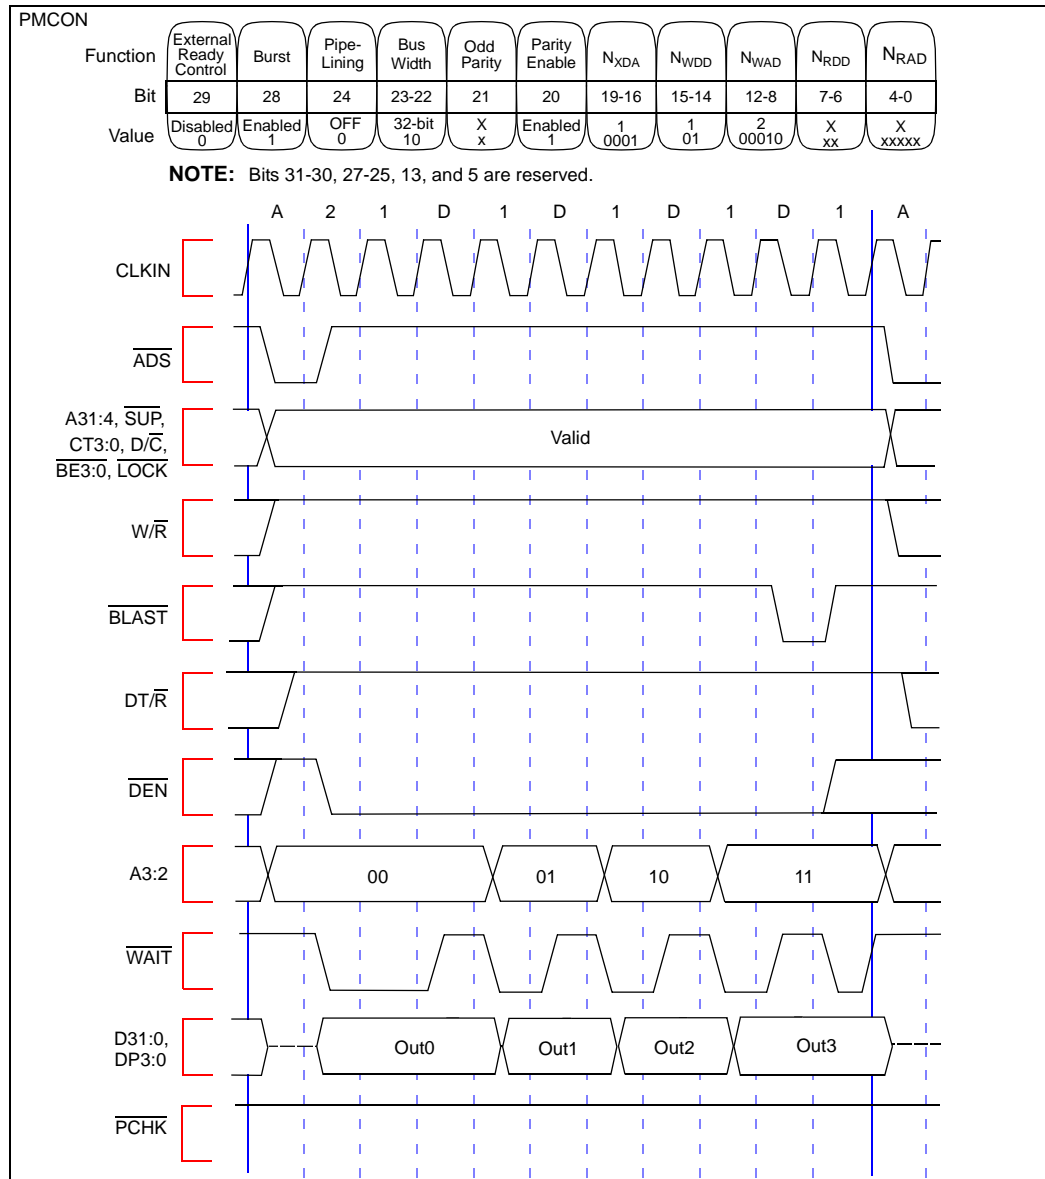 PMCON
Function External Ready Control Burst Pipe-Lining Bus Width Odd Parity Parity Enable NXDA NWDD NWAD NRDD NRAD
Bit 29 28 24 23-22 21 20 19-16 15-14 12-8 7-6 4-0
Value Disabled 0 Enabled 1 OFF 0 32-bit 10 X x Enabled 1 1 0001 1 01 2 00010 X xx X xxxxx
NOTE: Bits 31-30, 27-25, 13, and 5 are reserved.
A 2 1 D 1 D 1 D 1 D 1 A
CLKIN
ADS
A31:4, SUP,
CT3:0, D/C,
BE3:0, LOCK
Valid
W/R
BLAST
DT/R
DEN
A3:2 00 01 10 11
WAIT
D31:0,
DP3:0
Out0 Out1 Out2 Out3
PCHK